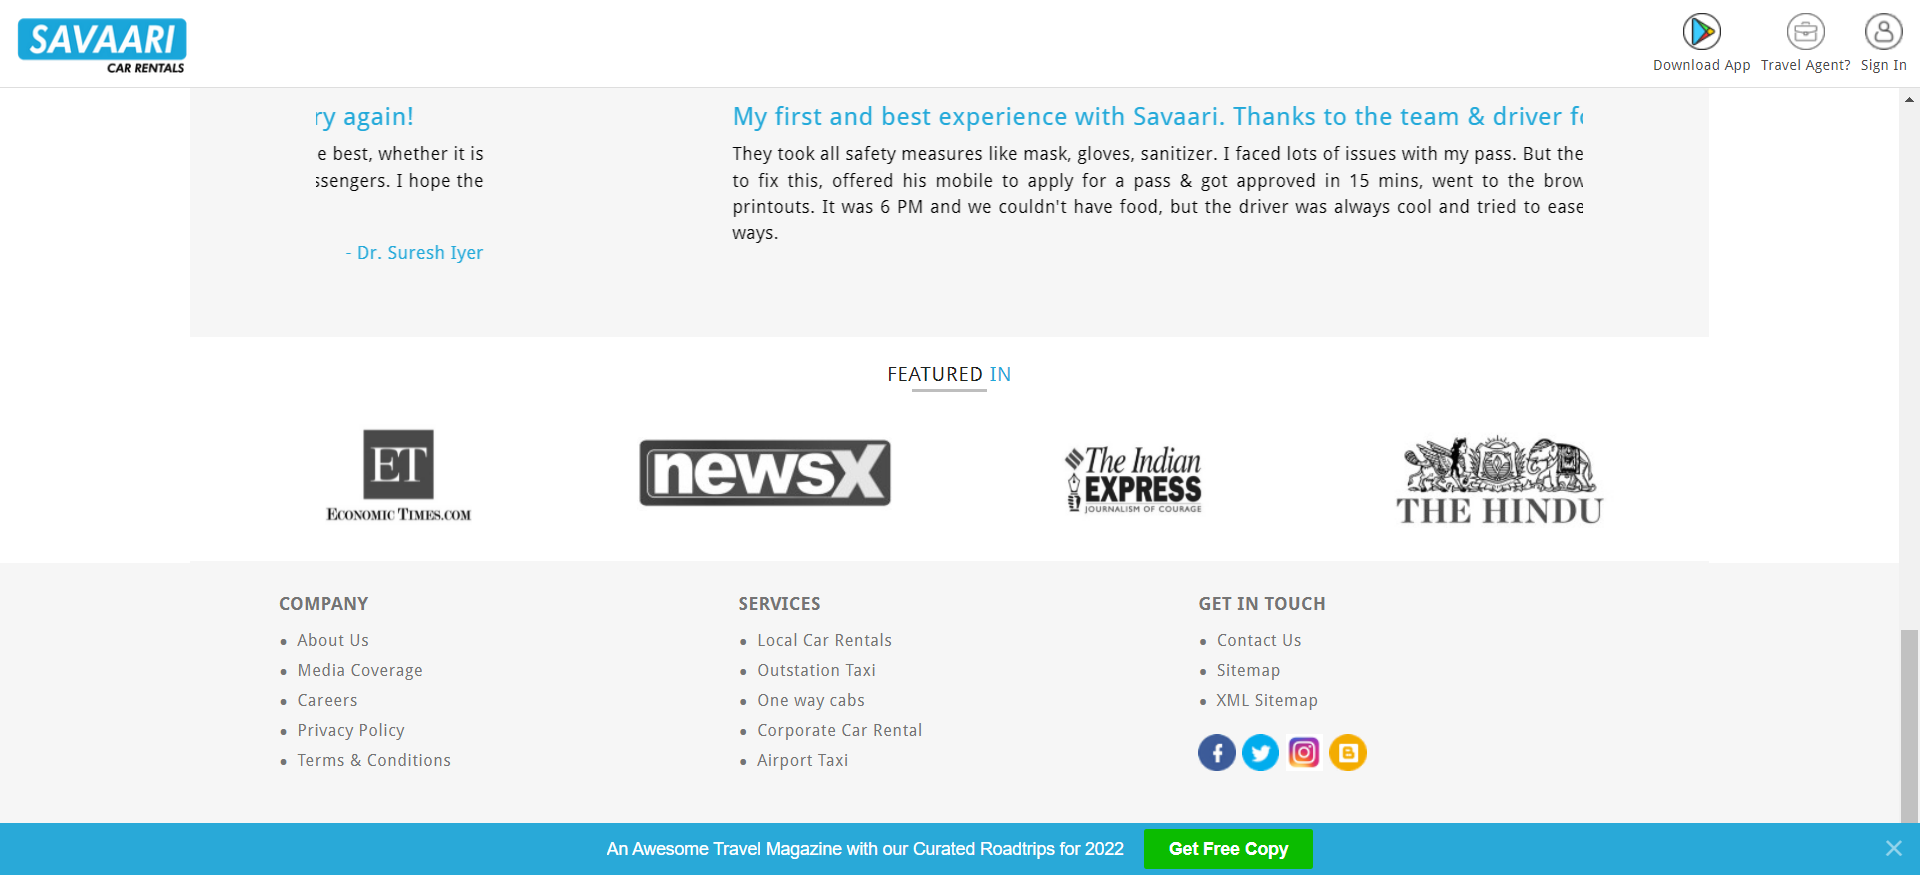 SAVAARI
CAR RENTALS
Download App
Travel Agent?
Sign In
ry again!
e best, whether it is
ssengers. I hope the
- Dr. Suresh Iyer
My first and best experience with Savaari. Thanks to the team & driver fo
They took all safety measures like mask, gloves, sanitizer. I faced lots of issues with my pass. But the
to fix this, offered his mobile to apply for a pass & got approved in 15 mins, went to the brow
printouts. It was 6 PM and we couldn't have food, but the driver was always cool and tried to ease
ways.
FEATURED IN
ET
ECONOMIC TIMES.COM
newsX
The Indian
EXPRESS
JOURNALISM OF COURAGE
THE HINDU
COMPANY
About Us
Media Coverage
Careers
Privacy Policy
Terms & Conditions
SERVICES
Local Car Rentals
Outstation Taxi
One way cabs
Corporate Car Rental
Airport Taxi
GET IN TOUCH
Contact Us
Sitemap
XML Sitemap
An Awesome Travel Magazine with our Curated Roadtrips for 2022
Get Free Copy